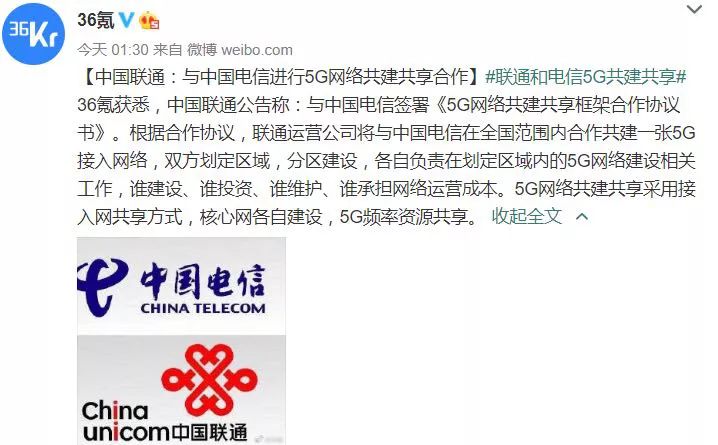 36Kr
36氪
今天 01:30 来自 微博 weibo.com
【中国联通：与中国电信进行5G网络共建共享合作】#联通和电信5G共建共享#
36氪获悉，中国联通公告称：与中国电信签署《5G网络共建共享框架合作协议
书》。根据合作协议，联通运营公司将与中国电信在全国范围内合作共建一张5G
接入网络，双方划定区域，分区建设，各自负责在划定区域内的5G网络建设相关
工作，谁建设、谁投资、谁维护、谁承担网络运营成本。5G网络共建共享采用接
入网共享方式，核心网各自建设，5G频率资源共享。 收起全文
中国电信
CHINA TELECOM
China
unicom中国联通